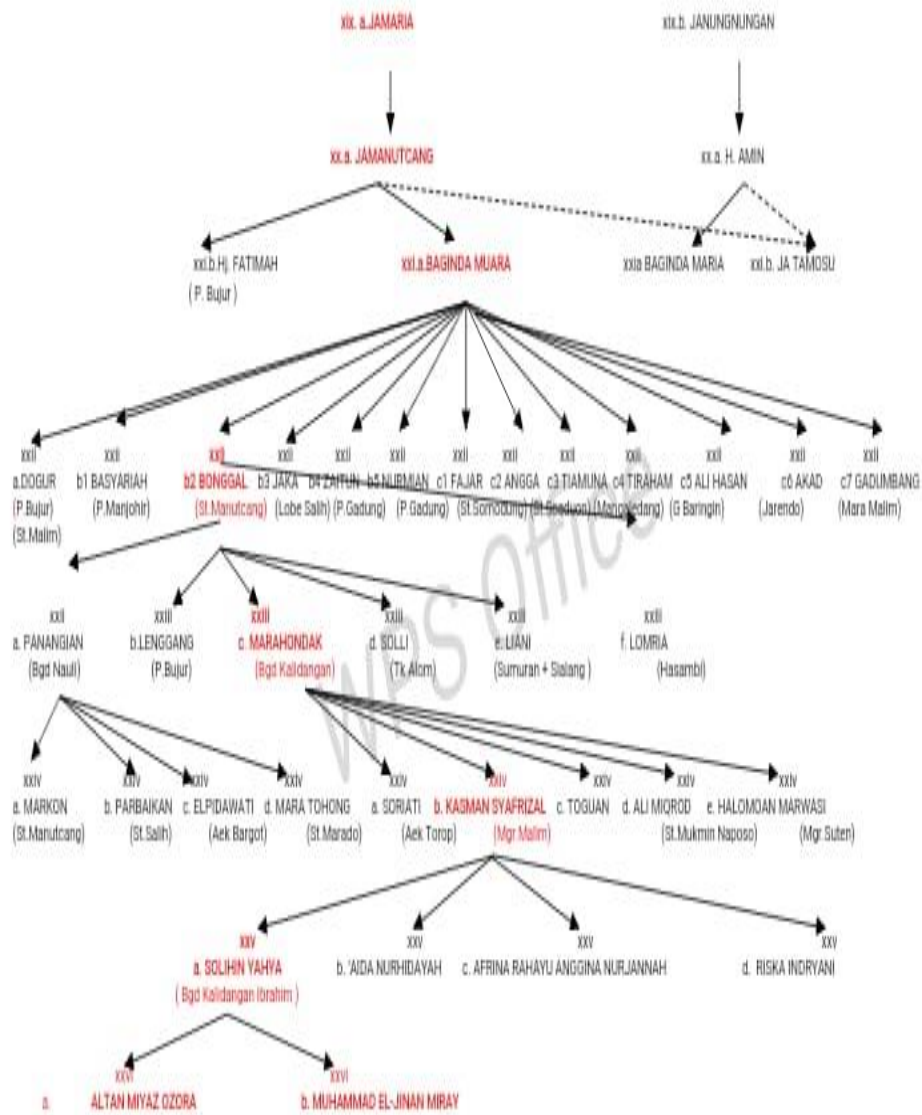 xix. a.JAMARIA xix.b. JANUNGNUNGAN
xx.a. JAMANUTCANG xx.a. H. AMIN
xxi.b.Hj. FATIMAH xxi.a.BAGINDA MUARA xxia BAGINDA MARIA xxi.b. JA TAMOSU
( P. Bujur )
xxii xxii xxii xxii xxii xxii xxii xxii xxii xxii xxii xxii xxii
a.DOGUR b1 BASYARIAH b2 BONGGAL b3 JAKA b4 ZAITUN b5 NURMIAN c1 FAJAR c2 ANGGA c3 TIAMUNA c4 TIRAHAM c5 ALI HASAN c6 AKAD c7 GADUMBANG
(P.Bujur) (P.Manjohir) (St.Manutcang) (Lobe Salih) (P.Gadung) (P.Gadung) (St.Somodung) (G Baringin) (Jarendo) (Mara Malim)
(St.Malim)
xxii xxiii xxiii xxiii xxiii xxiii
a. PANANGIAN b.LENGGANG c. MARAHONDAK d. SOLLI e. LIANI f. LOMRIA
(Bgd Nauli) (P.Bujur) (Bgd Kalidangan) (Tk Alom) (Sumuran + Sialang ) (Hasambi)
xxiv xxiv xxiv xxiv xxiv xxiv xxiv xxiv xxiv
a. MARKON b. PARBAIKAN c. ELPIDAWATI d. MARA TOHONG a. SORIATI b. KASMAN SYAFRIZAL c. TOGUAN d. ALI MIQROD e. HALOMOAN MARWASI
(St.Manutcang) (St.Salih) (Aek Bargot) (St.Marado) (Aek Torop) (Mgr.Malim) (St.Mukmin Naposo) (Mgr.Suten)
xxv xxv xxv xxv
a. SOLIHIN YAHYA b. 'AIDA NURHIDAYAH c. AFRINA RAHAYU ANGGINA NURJANNAH d. RISKA INDRYANI
( Bgd Kalidangan Ibrahim )
xxvi xxvi
a. ALTAN MIYAZ OZORA b. MUHAMMAD EL-JINAN MIRAY
WPS Office